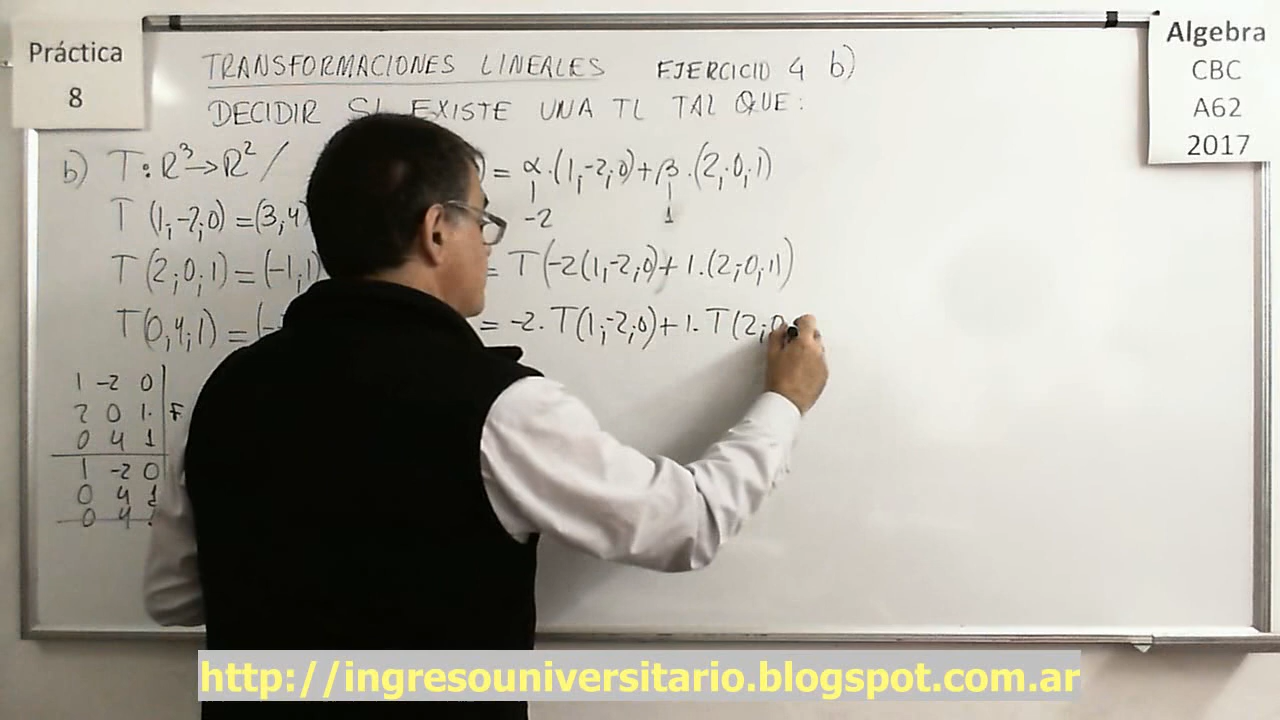 Práctica
8
Algebra
CBC
A62
2017
TRANSFORMACIONES LINEALES EJERCICIO 4 b)
DECIDIR SI EXISTE UNA TL TAL QUE:
b) T: R³→R² /
T(1,-2,0)=(3,4)
T(2;0,1)=(-1,1)
T(0,4,1)=(-
) = α.(1,-2,0)+β.(2,0,1)
-2 1
= T(-2(1,-2,0)+1.(2;0,1))
= -2.T(1,-2,0)+1.T(2;0
1 -2 0
2 0 1. F
0 4 1
1 -2 0
0 4 1
0 4
http://ingresouniversitario.blogspot.com.ar